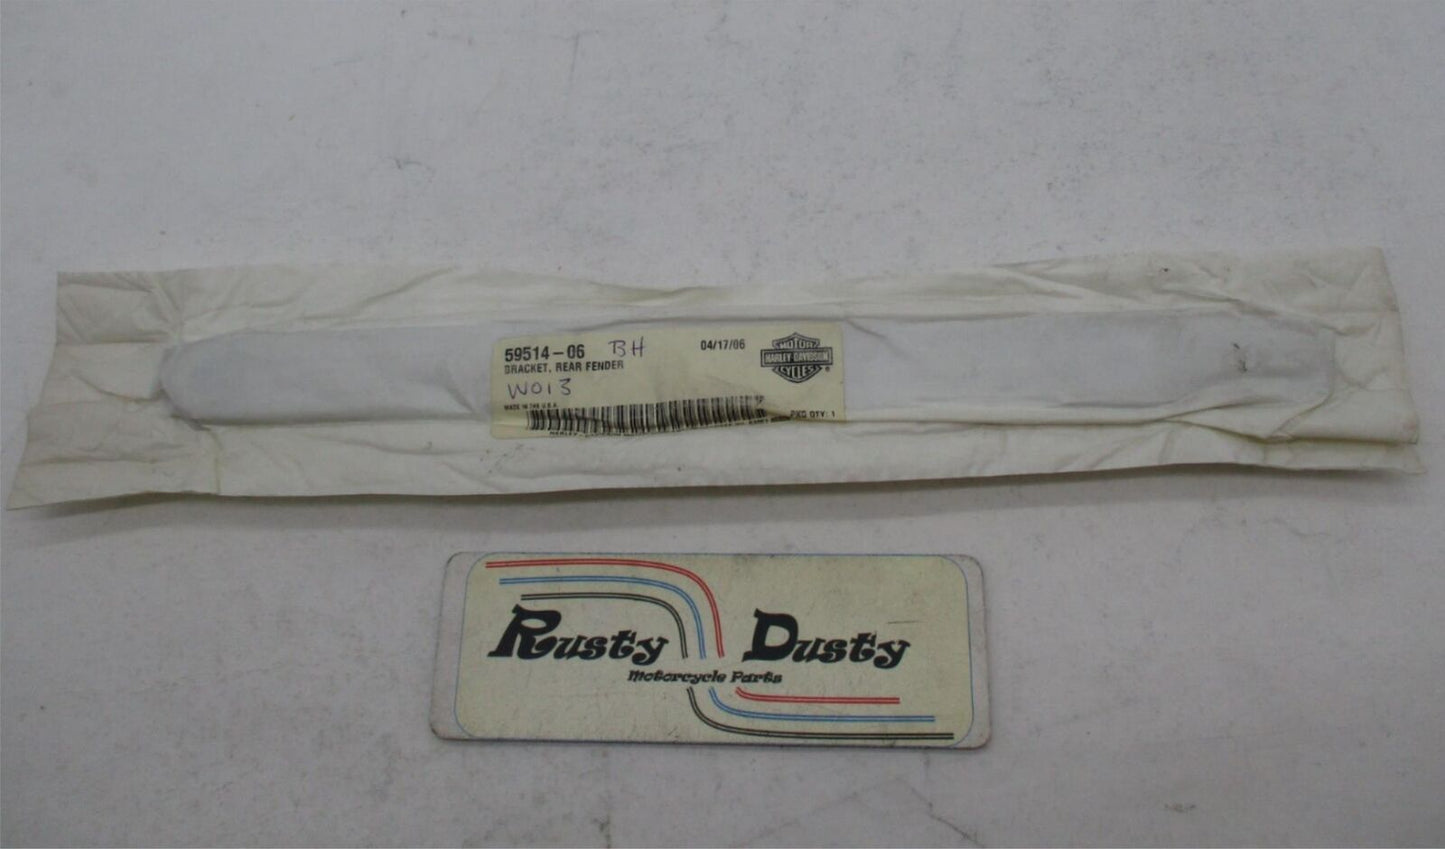 59514-06 BH 04/17/06
BRACKET, REAR FENDER
W013
MADE IN THE U.S.A.
PKG QTY: 1
MOTOR
HARLEY-DAVIDSON
CYCLES ®
Rusty Dusty
Motorcycle Parts